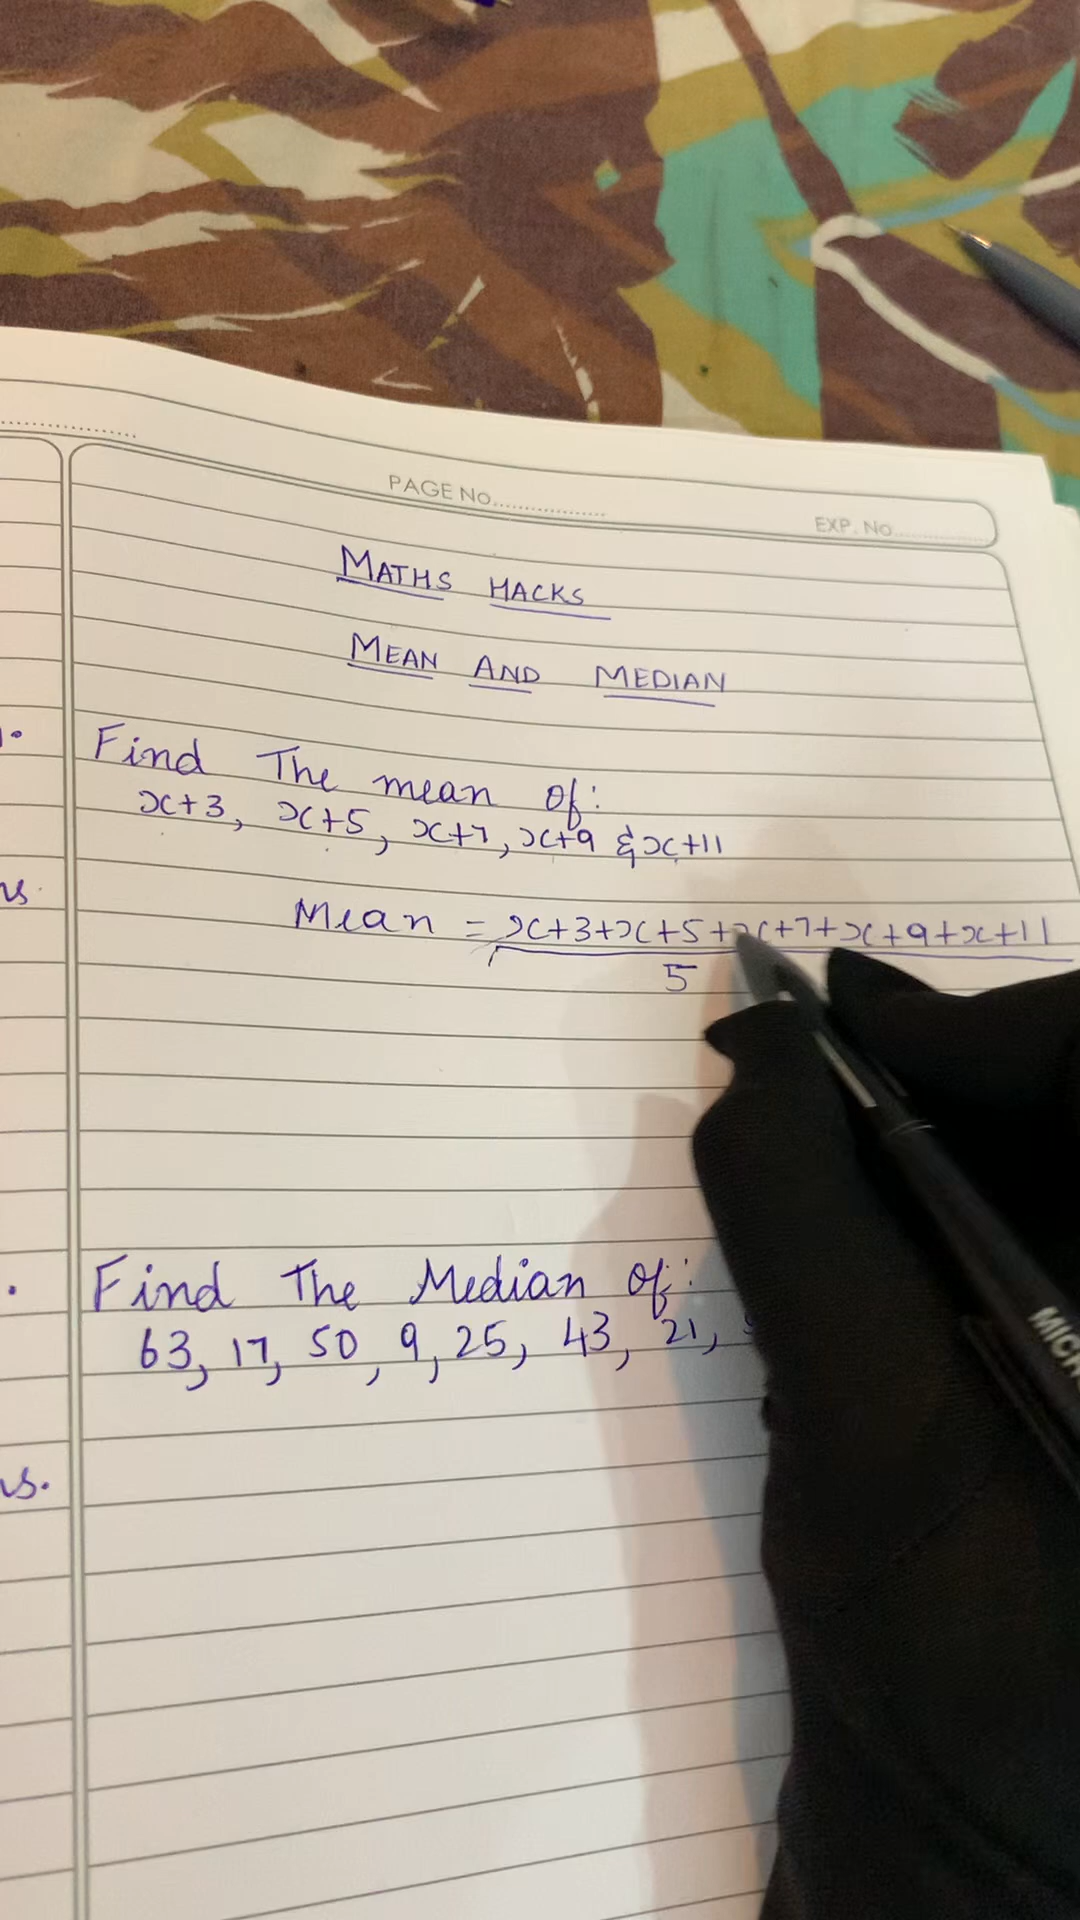 PAGE No.
EXP. No.
MATHS HACKS
MEAN AND MEDIAN
Find The mean of:
x+3, x+5, x+7, x+9 & x+11
Mean = x+3+x+5+x+7+x+9+x+11
5
Find The Median of:
63, 17, 50, 9, 25, 43, 21,